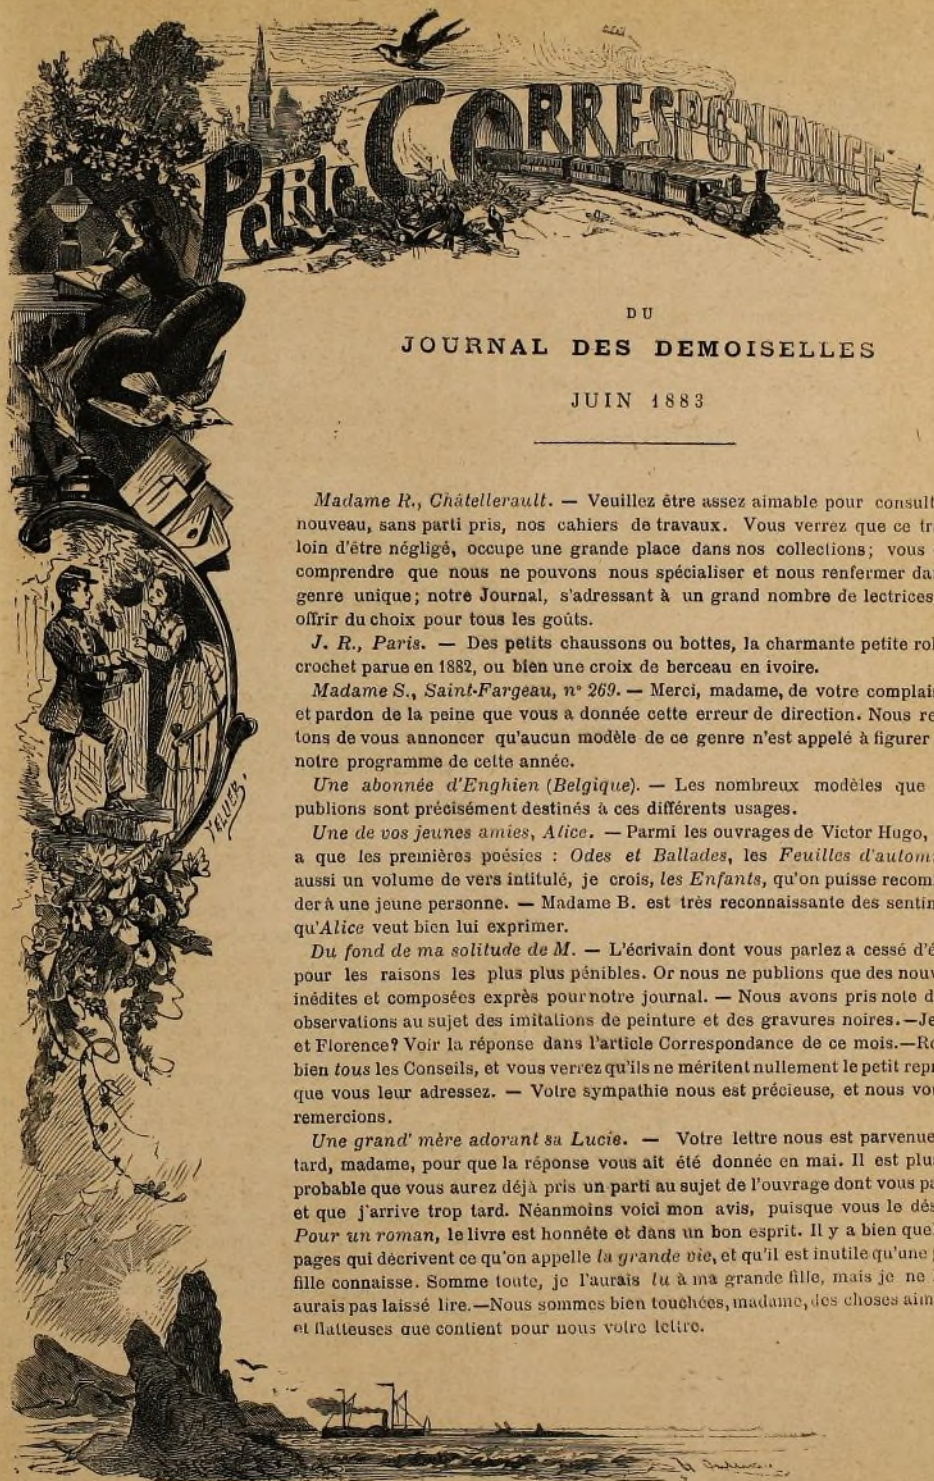 Petite CORRESPONDANCE
DU
JOURNAL DES DEMOISELLES
JUIN 1883
Madame R., Châtellerault. — Veuillez être assez aimable pour consult
nouveau, sans parti pris, nos cahiers de travaux. Vous verrez que ce tr
loin d'être négligé, occupe une grande place dans nos collections; vous
comprendre que nous ne pouvons nous spécialiser et nous renfermer da
genre unique; notre Journal, s'adressant à un grand nombre de lectrices
offrir du choix pour tous les goûts.
J. R., Paris. — Des petits chaussons ou bottes, la charmante petite ro
crochet parue en 1882, ou bien une croix de berceau en ivoire.
Madame S., Saint-Fargeau, n° 269. — Merci, madame, de votre complai
et pardon de la peine que vous a donnée cette erreur de direction. Nous re
tons de vous annoncer qu'aucun modèle de ce genre n'est appelé à figurer
notre programme de cette année.
Une abonnée d'Enghien (Belgique). — Les nombreux modèles que
publions sont précisément destinés à ces différents usages.
Une de vos jeunes amies, Alice. — Parmi les ouvrages de Victor Hugo,
a que les premières poésies : Odes et Ballades, les Feuilles d'autom
aussi un volume de vers intitulé, je crois, les Enfants, qu'on puisse recom
der à une jeune personne. — Madame B. est très reconnaissante des sentin
qu'Alice veut bien lui exprimer.
Du fond de ma solitude de M. — L'écrivain dont vous parlez a cessé d'é
pour les raisons les plus plus pénibles. Or nous ne publions que des nouv
inédites et composées exprès pour notre journal. — Nous avons pris note d
observations au sujet des imitations de peinture et des gravures noires.—Je
et Florence? Voir la réponse dans l'article Correspondance de ce mois.—Re
bien tous les Conseils, et vous verrez qu'ils ne méritent nullement le petit repr
que vous leur adressez. — Votre sympathie nous est précieuse, et nous vou
remercions.
Une grand' mère adorant sa Lucie. — Votre lettre nous est parvenue
tard, madame, pour que la réponse vous ait été donnée en mai. Il est plus
probable que vous aurez déjà pris un parti au sujet de l'ouvrage dont vous pa
et que j'arrive trop tard. Néanmoins voici mon avis, puisque vous le dés
Pour un roman, le livre est honnête et dans un bon esprit. Il y a bien quel
pages qui décrivent ce qu'on appelle la grande vie, et qu'il est inutile qu'une
fille connaisse. Somme toute, je l'aurais lu à ma grande fille, mais je ne
aurais pas laissé lire.—Nous sommes bien touchées, madame, des choses aim
et flatteuses que contient pour nous votre lettre.